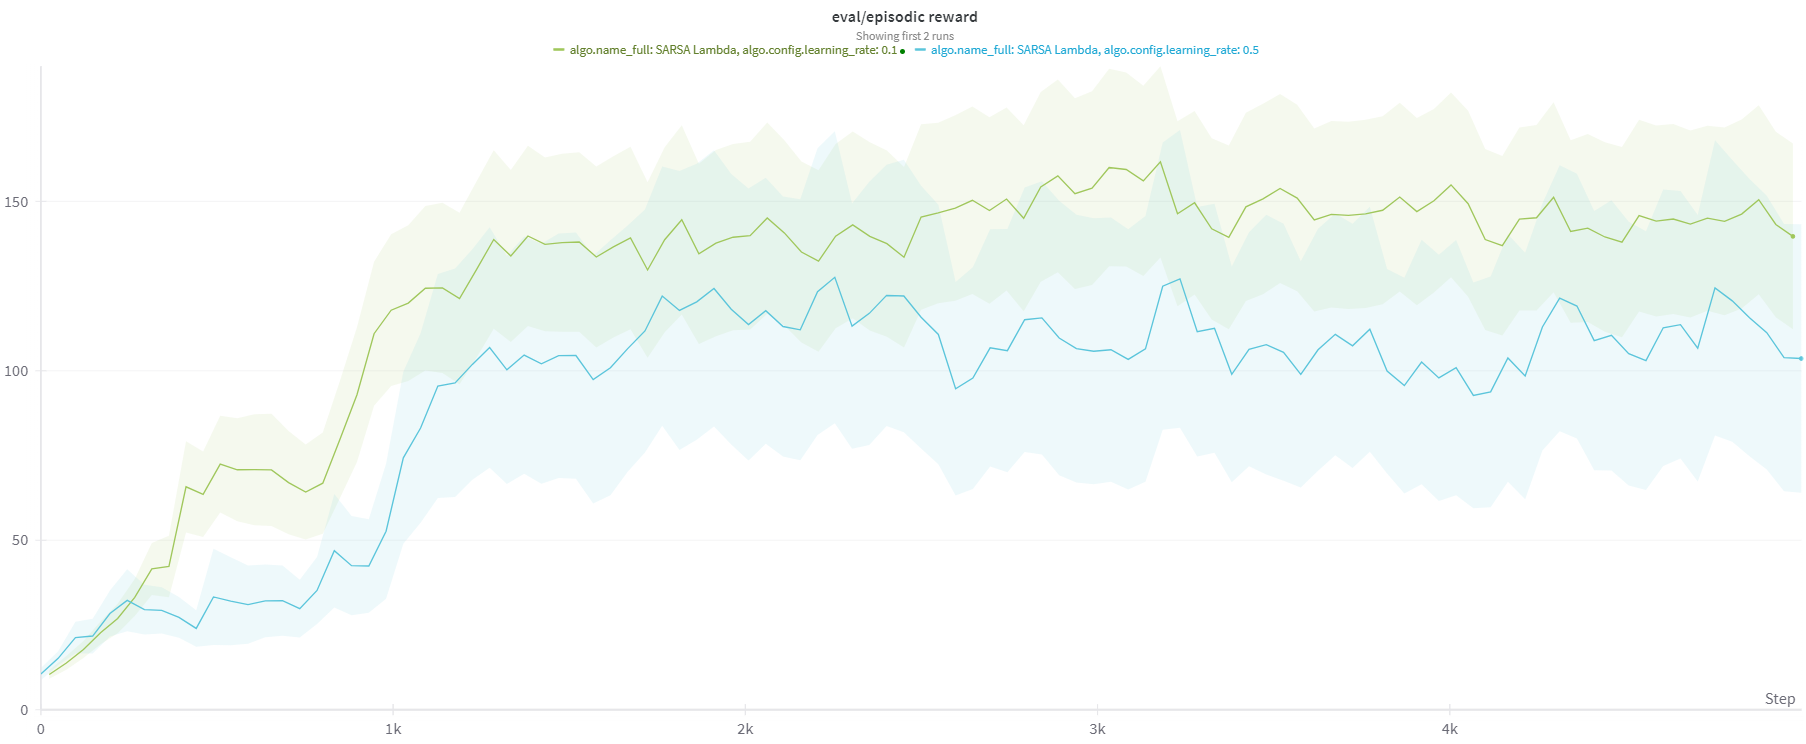 eval/episodic reward
Showing first 2 runs
algo.name_full: SARSA Lambda, algo.config.learning_rate: 0.1 algo.name_full: SARSA Lambda, algo.config.learning_rate: 0.5
150
100
50
0
Step
0 1k 2k 3k 4k